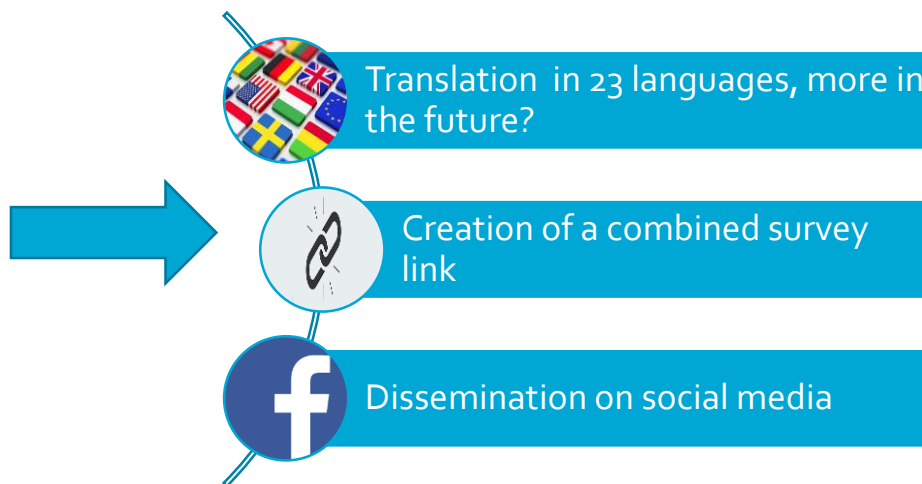 Translation in 23 languages, more in
the future?
Creation of a combined survey
link
Dissemination on social media